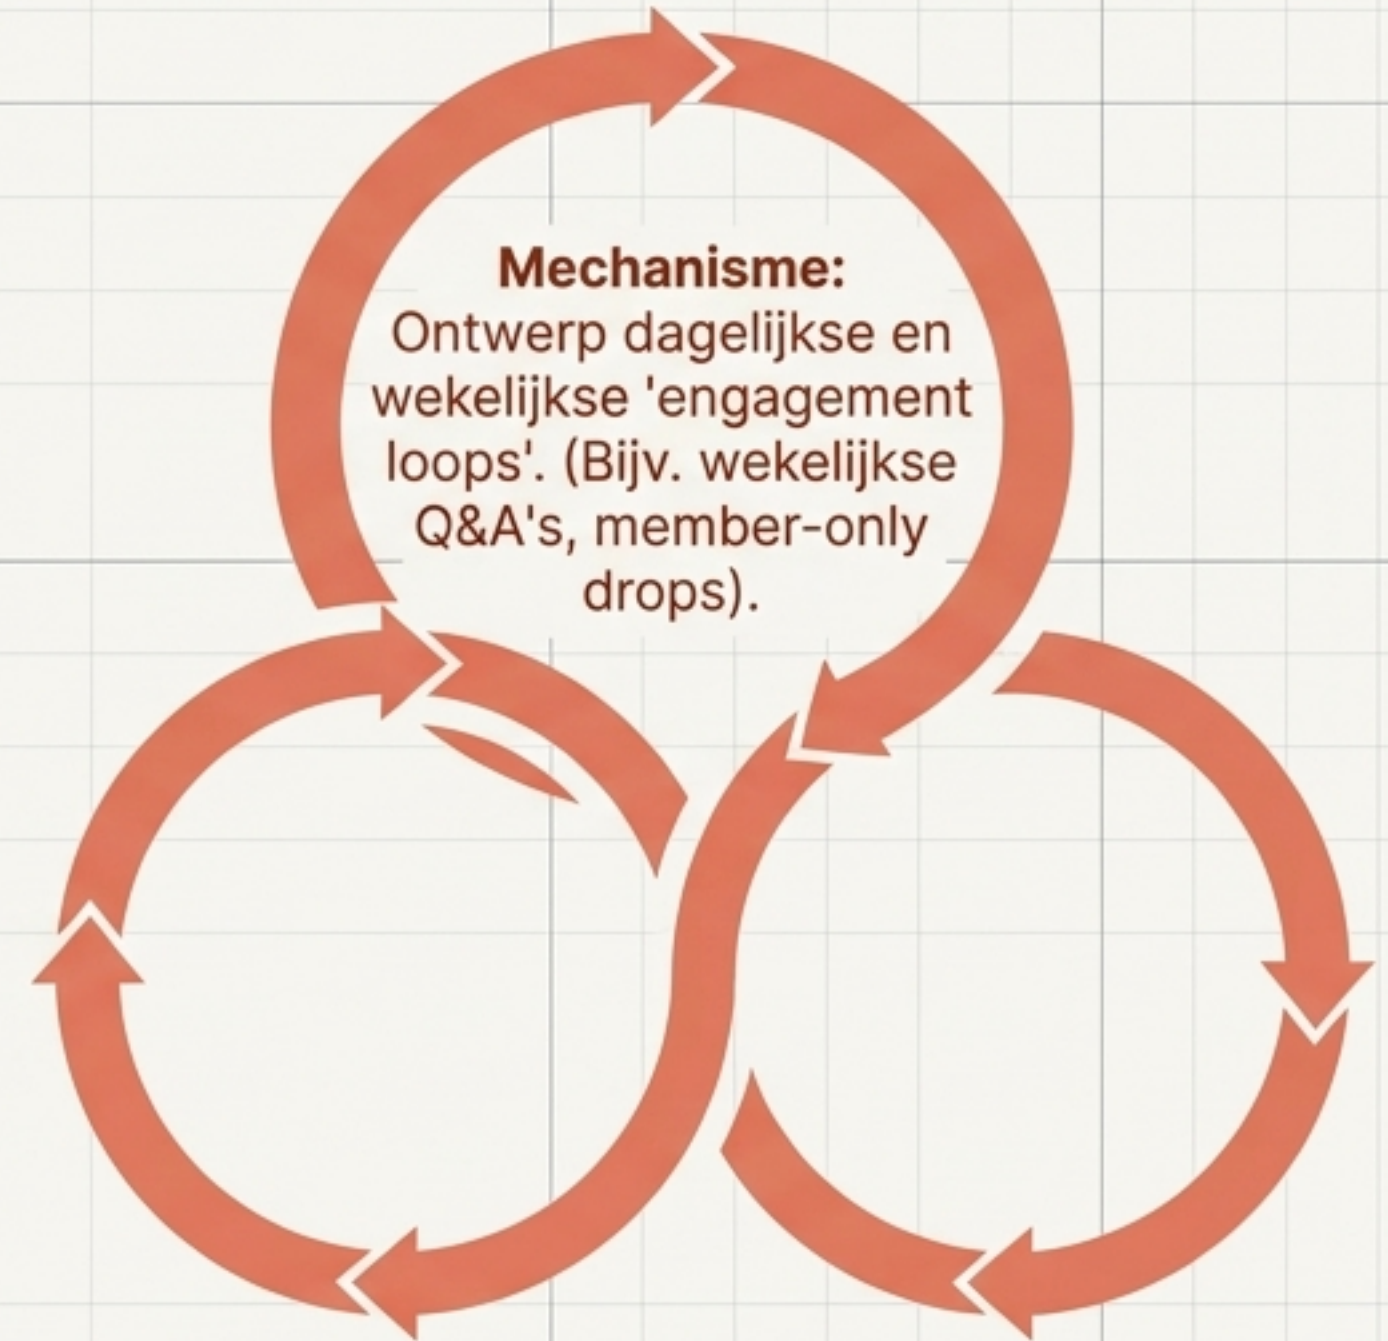 Mechanisme:
Ontwerp dagelijkse en
wekelijkse 'engagement
loops'. (Bijv. wekelijkse
Q&A's, member-only
drops).